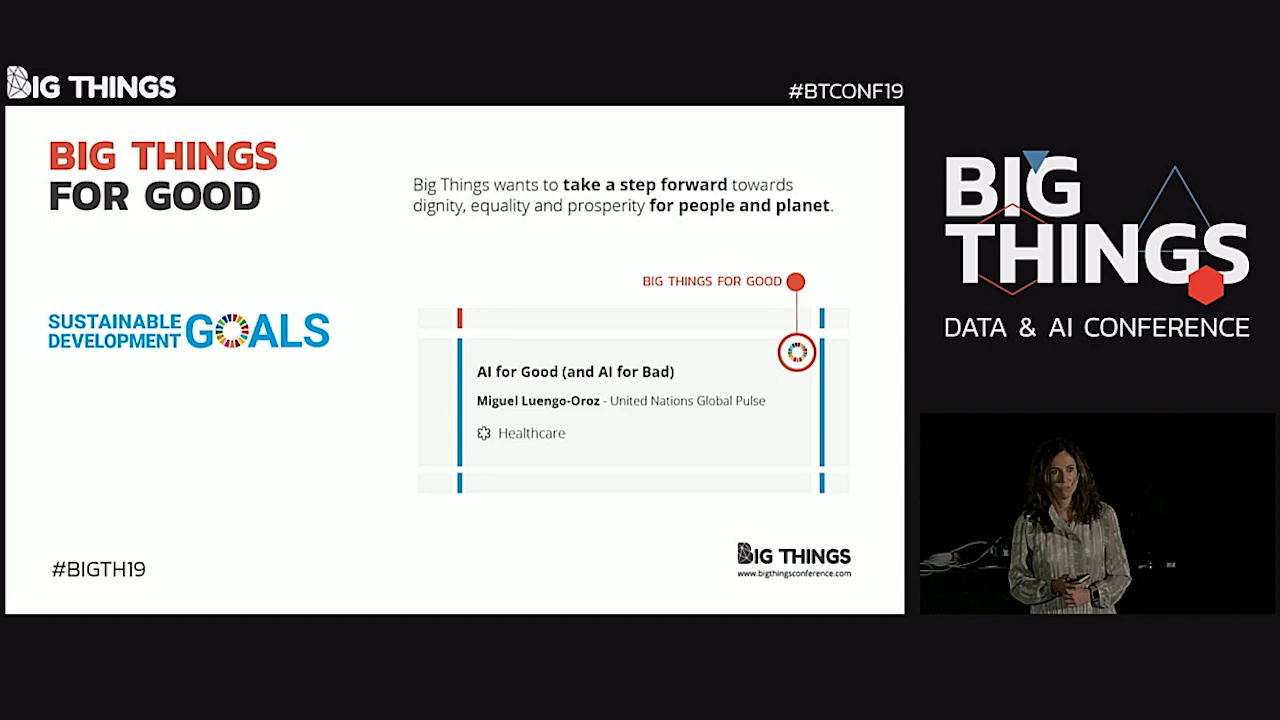 BIG THINGS
#BTCONF19
BIG THINGS
FOR GOOD
Big Things wants to take a step forward towards
dignity, equality and prosperity for people and planet.
SUSTAINABLE
DEVELOPMENT GOALS
BIG THINGS FOR GOOD
AI for Good (and AI for Bad)
Miguel Luengo-Oroz - United Nations Global Pulse
Healthcare
#BIGTH19
BIG THINGS
www.bigthingsconference.com
BIG
THINGS
DATA & AI CONFERENCE